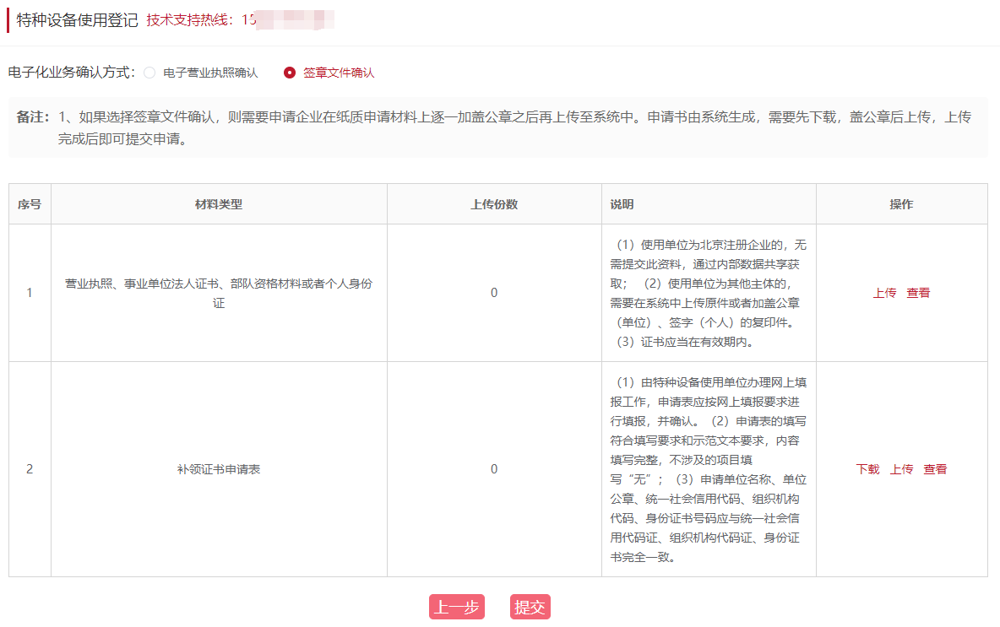 特种设备使用登记 技术支持热线：15
电子化业务确认方式： 电子营业执照确认 签章文件确认
备注： 1、如果选择签章文件确认，则需要申请企业在纸质申请材料上逐一加盖公章之后再上传至系统中。申请书由系统生成，需要先下载，盖公章后上传，上传
完成后即可提交申请。
序号 材料类型 上传份数 说明 操作
1
营业执照、事业单位法人证书、部队资格材料或者个人身份
证
0
（1）使用单位为北京注册企业的，无
需提交此资料，通过内部数据共享获
取； （2）使用单位为其他主体的，
需要在系统中上传原件或者加盖公章
（单位）、签字（个人）的复印件。
（3）证书应当在有效期内。
上传 查看
2
补领证书申请表
0
（1）由特种设备使用单位办理网上填
报工作，申请表应按网上填报要求进
行填报，并确认。（2）申请表的填写
符合填写要求和示范文本要求，内容
填写完整，不涉及的项目填
写“无”；（3）申请单位名称、单位
公章、统一社会信用代码、组织机构
代码、身份证书号码应与统一社会信
用代码证、组织机构代码证、身份证
书完全一致。
下载 上传 查看
上一步 提交